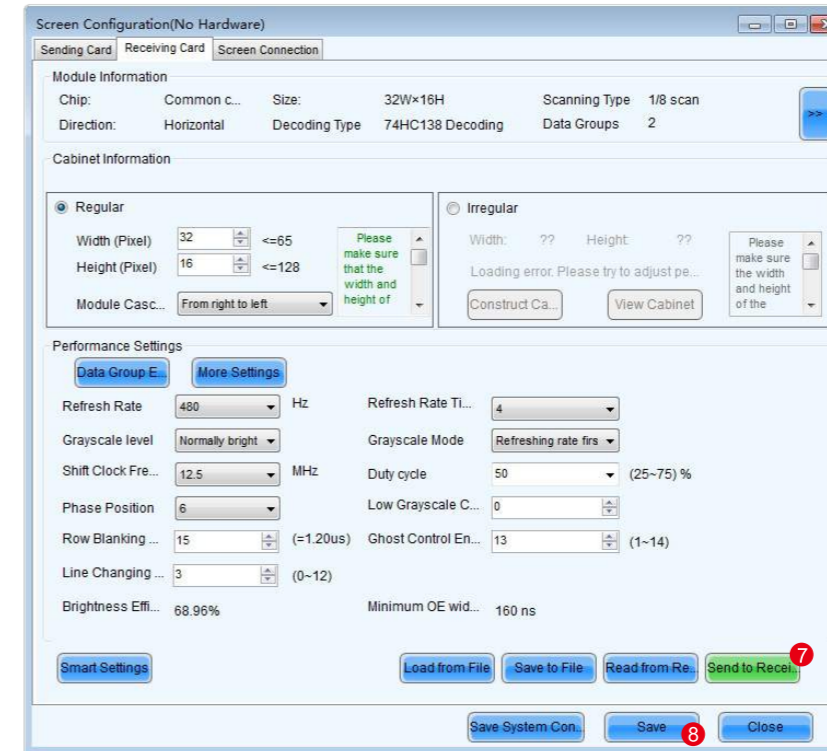 Screen Configuration(No Hardware)
Sending Card Receiving Card Screen Connection
Module Information
Chip: Common c... Size: 32W×16H Scanning Type 1/8 scan
Direction: Horizontal Decoding Type 74HC138 Decoding Data Groups 2
>>
Cabinet Information
Regular
Width (Pixel) 32 <=65
Height (Pixel) 16 <=128
Module Casc... From right to left
Please
make sure
that the
width and
height of
Irregular
Width: ?? Height: ??
Loading error. Please try to adjust pe...
Construct Ca... View Cabinet
Please
make sure
the width
and height
of the
Performance Settings
Data Group E... More Settings
Refresh Rate 480 Hz Refresh Rate Ti... 4
Grayscale level Normally bright Grayscale Mode Refreshing rate firs
Shift Clock Fre... 12.5 MHz Duty cycle 50 (25~75) %
Phase Position 6 Low Grayscale C... 0
Row Blanking ... 15 (=1.20us) Ghost Control En... 13 (1~14)
Line Changing ... 3 (0~12)
Brightness Effi... 68.96% Minimum OE wid... 160 ns
Smart Settings Load from File Save to File Read from Re... Send to Recei... 7
Save System Con... Save 8 Close